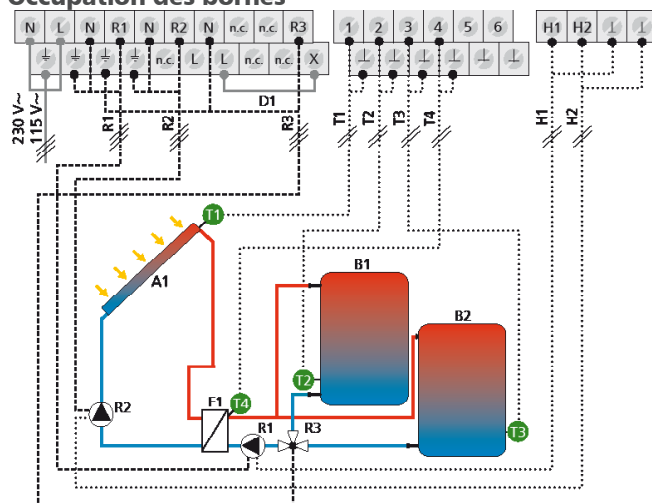 Occupation des bornes
N L N R1 N R2 N n.c. n.c. R3
n.c. L L n.c. n.c. X
1 2 3 4 5 6
H1 H2
D1
230 V~
115 V~
R1
R2
R3
T1
T2
T3
T4
H1
H2
T1
A1
B1
B2
T2
F1
T4
R2
R1
R3
T3